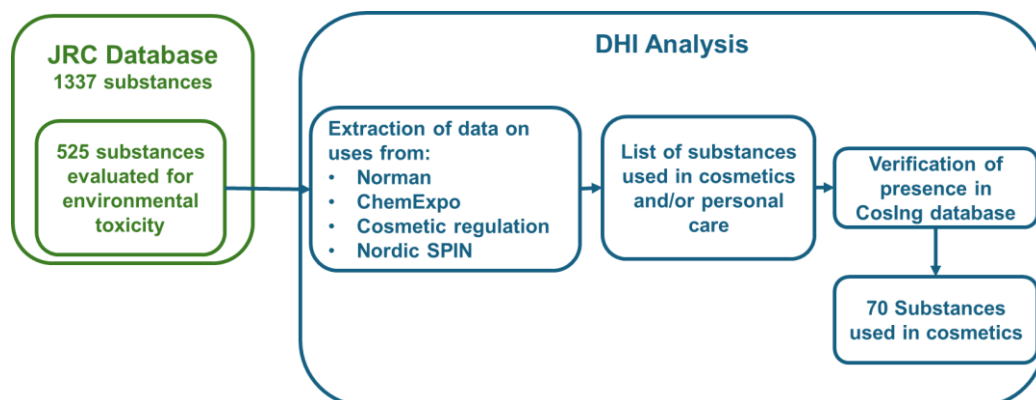 JRC Database
1337 substances
525 substances
evaluated for
environmental
toxicity
DHI Analysis
Extraction of data on
uses from:
• Norman
• ChemExpo
• Cosmetic regulation
• Nordic SPIN
List of substances
used in cosmetics
and/or personal
care
Verification of
presence in
CosIng database
70 Substances
used in cosmetics